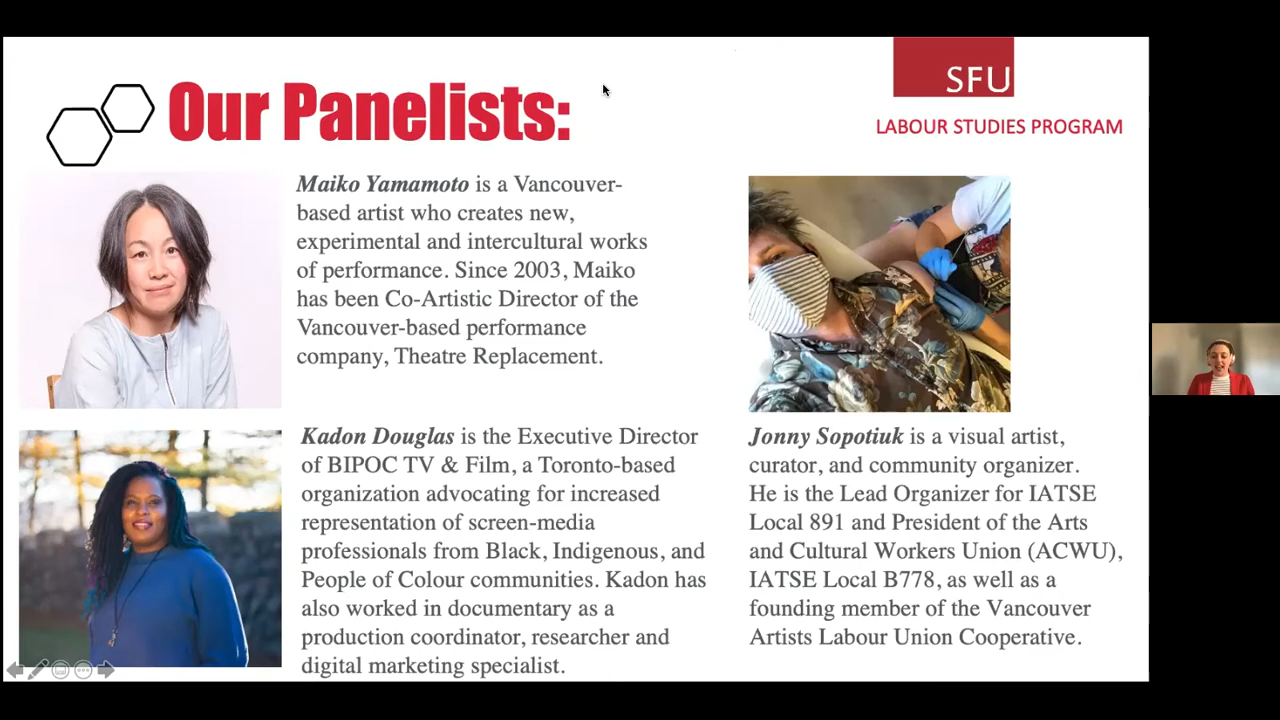 Our Panelists:
SFU
LABOUR STUDIES PROGRAM
Maiko Yamamoto is a Vancouver-
based artist who creates new,
experimental and intercultural works
of performance. Since 2003, Maiko
has been Co-Artistic Director of the
Vancouver-based performance
company, Theatre Replacement.
Kadon Douglas is the Executive Director
of BIPOC TV & Film, a Toronto-based
organization advocating for increased
representation of screen-media
professionals from Black, Indigenous, and
People of Colour communities. Kadon has
also worked in documentary as a
production coordinator, researcher and
digital marketing specialist.
Jonny Sopotiuk is a visual artist,
curator, and community organizer.
He is the Lead Organizer for IATSE
Local 891 and President of the Arts
and Cultural Workers Union (ACWU),
IATSE Local B778, as well as a
founding member of the Vancouver
Artists Labour Union Cooperative.